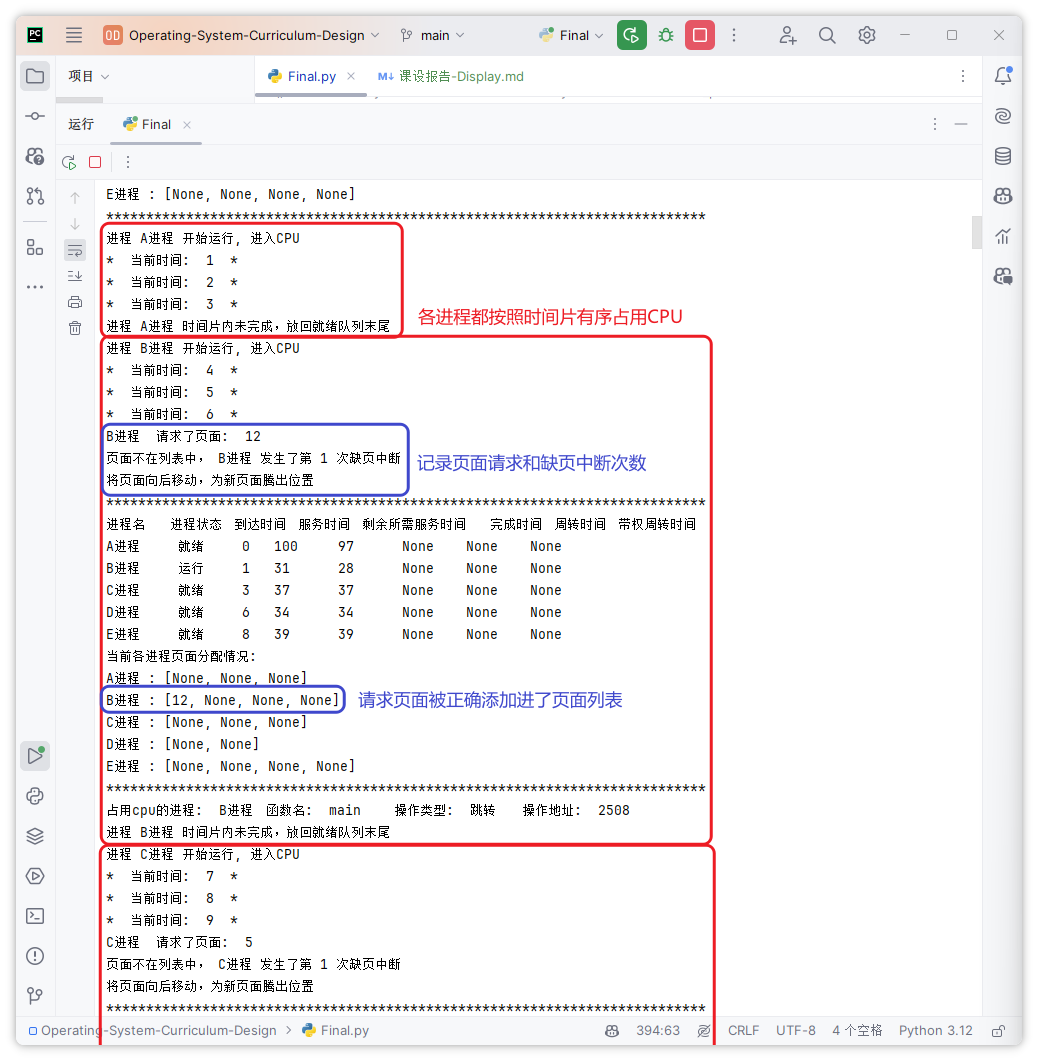 PC OD Operating-System-Curriculum-Design main Final
项目 Final.py 课设报告-Display.md
运行 Final
E进程 : [None, None, None, None]
***************************************************************************
进程 A进程 开始运行, 进入CPU
* 当前时间: 1 *
* 当前时间: 2 *
* 当前时间: 3 *
各进程都按照时间片有序占用CPU
进程 A进程 时间片内未完成，放回就绪队列末尾
进程 B进程 开始运行, 进入CPU
* 当前时间: 4 *
* 当前时间: 5 *
* 当前时间: 6 *
B进程 请求了页面: 12
页面不在列表中， B进程 发生了第 1 次缺页中断
记录页面请求和缺页中断次数
将页面向后移动，为新页面腾出位置
***************************************************************************
进程名 进程状态 到达时间 服务时间 剩余所需服务时间 完成时间 周转时间 带权周转时间
A进程 就绪 0 100 97 None None None
B进程 运行 1 31 28 None None None
C进程 就绪 3 37 37 None None None
D进程 就绪 6 34 34 None None None
E进程 就绪 8 39 39 None None None
当前各进程页面分配情况:
A进程 : [None, None, None]
B进程 : [12, None, None, None]
请求页面被正确添加进了页面列表
C进程 : [None, None, None]
D进程 : [None, None]
E进程 : [None, None, None, None]
***************************************************************************
占用cpu的进程: B进程 函数名: main 操作类型: 跳转 操作地址: 2508
进程 B进程 时间片内未完成，放回就绪队列末尾
进程 C进程 开始运行, 进入CPU
* 当前时间: 7 *
* 当前时间: 8 *
* 当前时间: 9 *
C进程 请求了页面: 5
页面不在列表中， C进程 发生了第 1 次缺页中断
将页面向后移动，为新页面腾出位置
***************************************************************************
Operating-System-Curriculum-Design > Final.py 394:63 CRLF UTF-8 4 个空格 Python 3.12